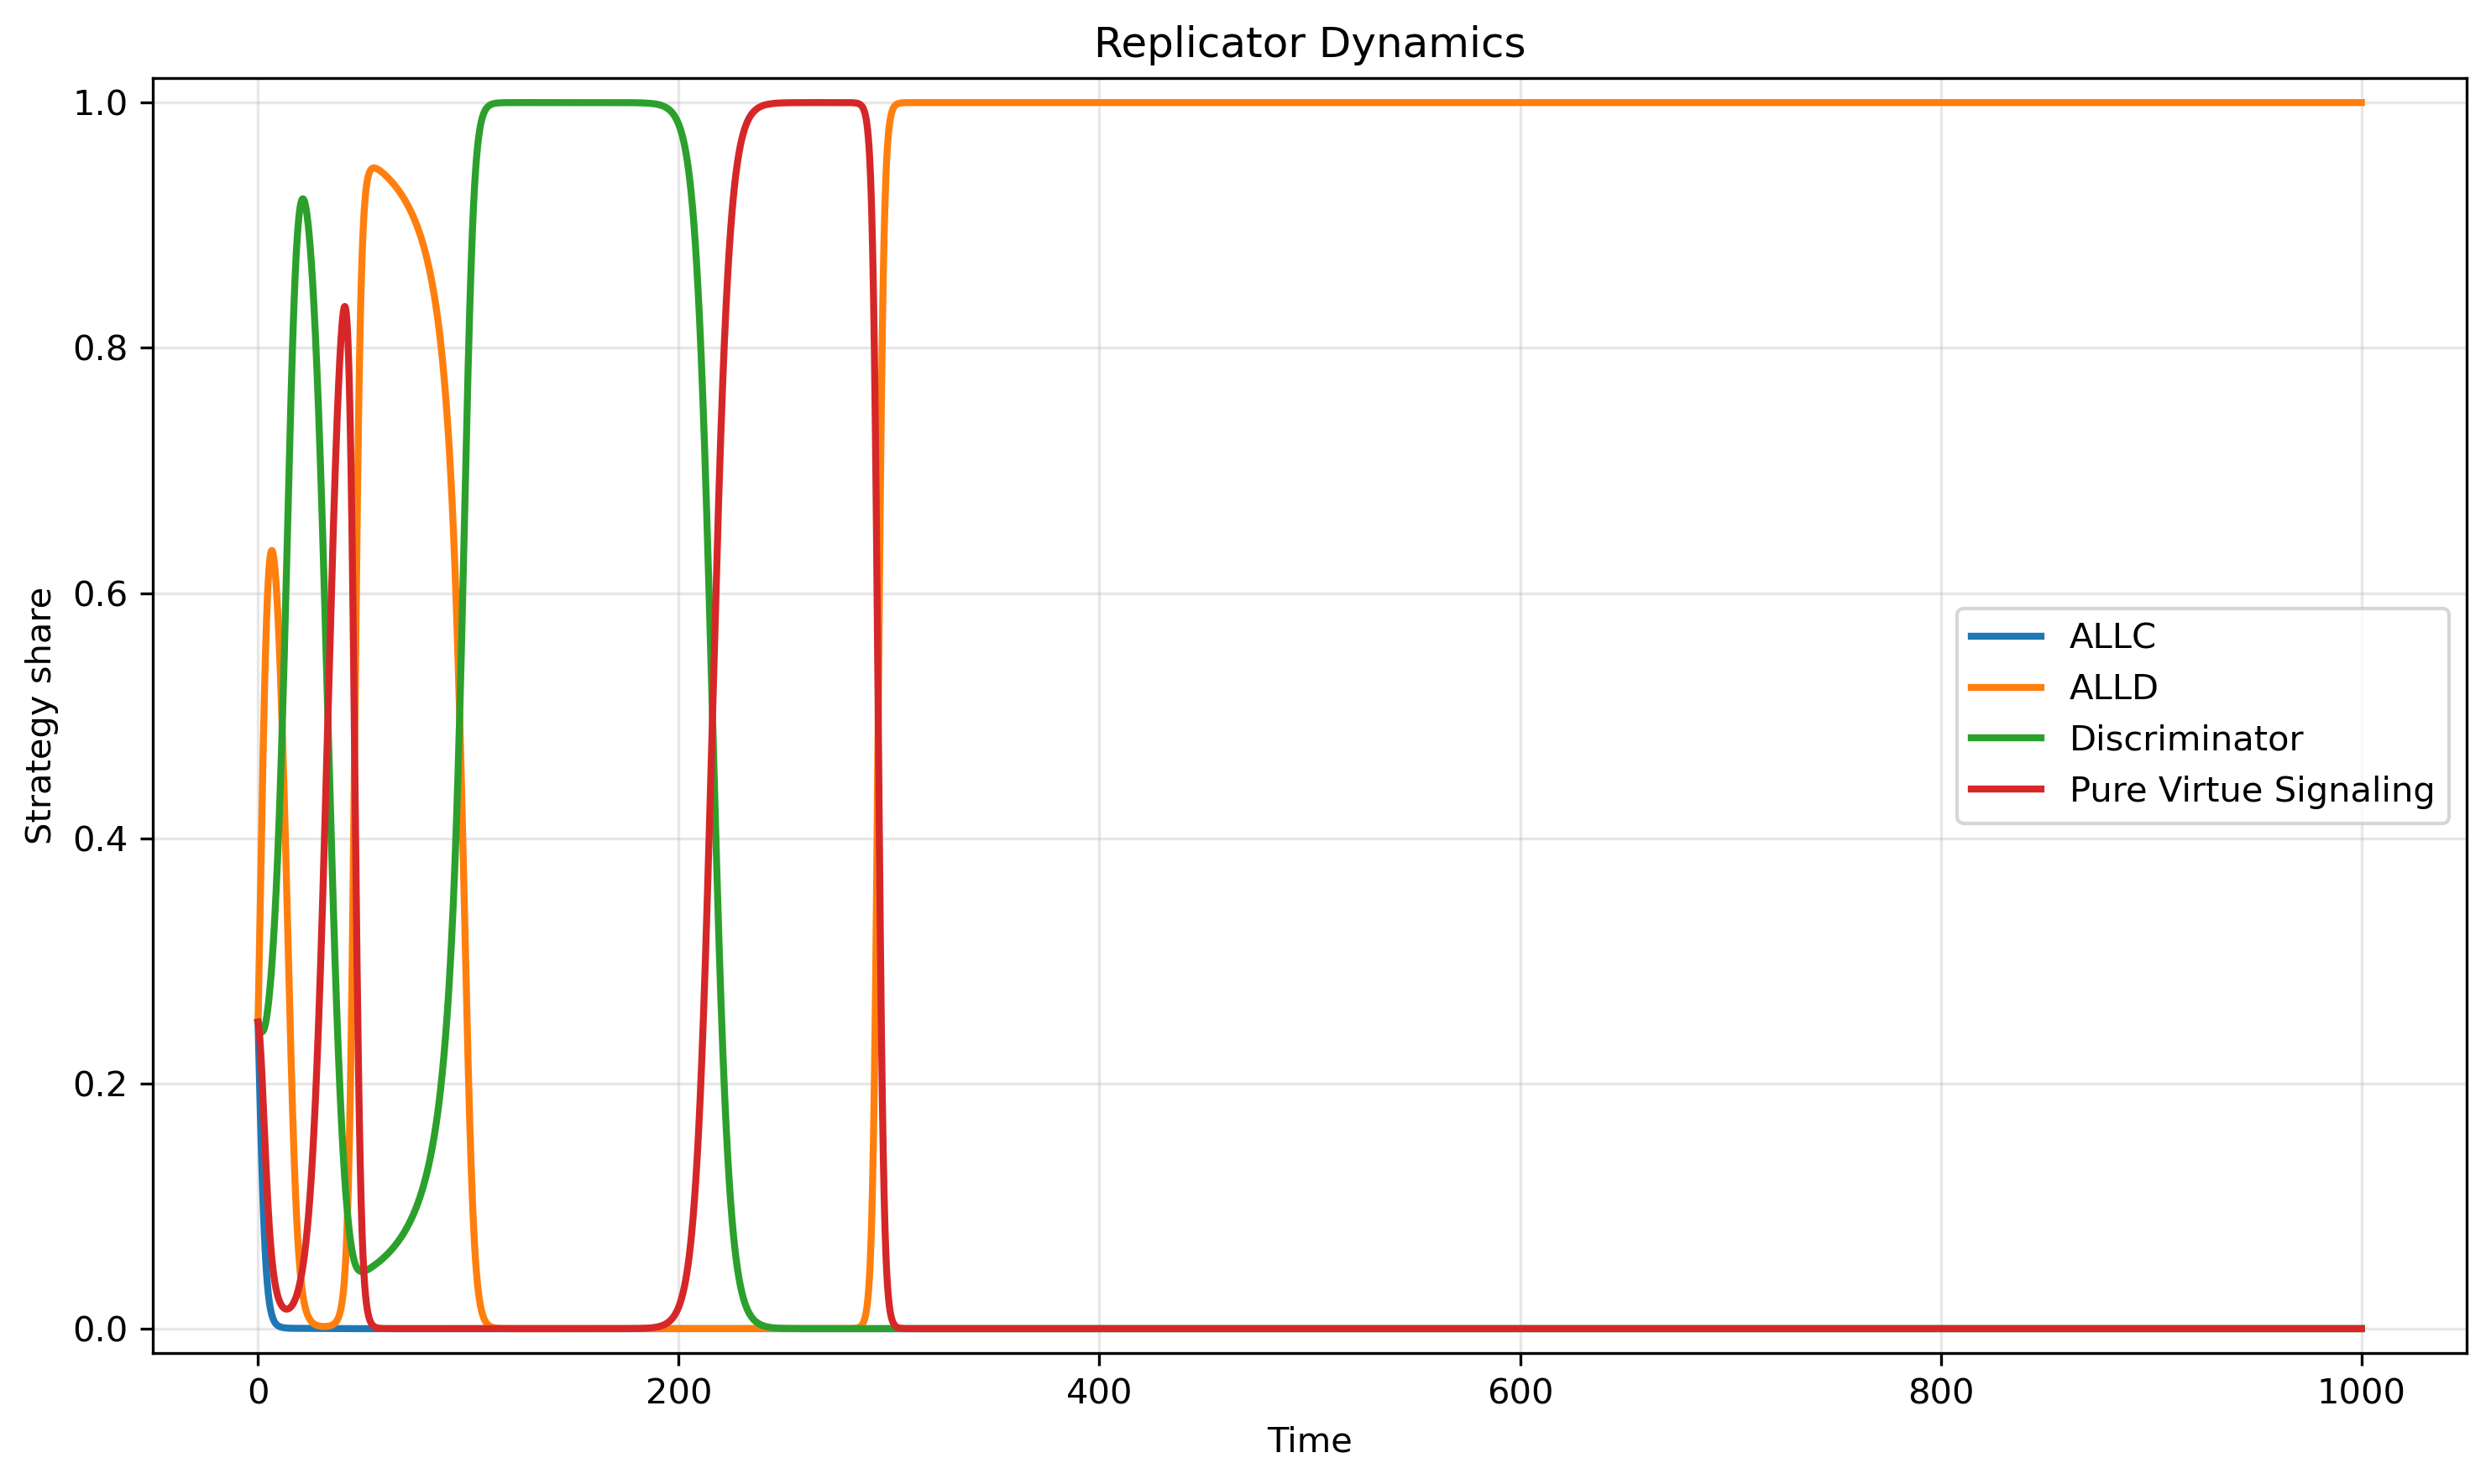 Replicator Dynamics
Strategy share
1.0
0.8
0.6
0.4
0.2
0.0
ALLC
ALLD
Discriminator
Pure Virtue Signaling
0 200 400 600 800 1000
Time